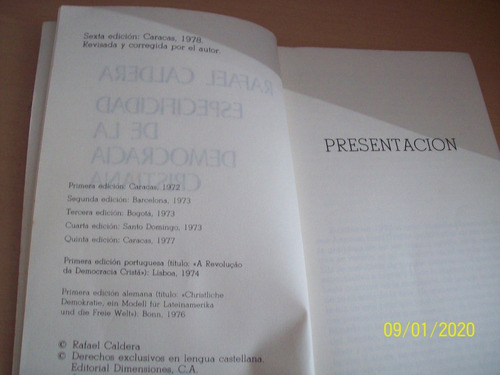 Sexta edición: Caracas, 1978.
Revisada y corregida por el autor.
RAFAEL CALDERA
ESPECIFICIDAD
DE LA
DEMOCRACIA
CRISTIANA
Primera edición: Caracas, 1972
Segunda edición: Barcelona, 1973
Tercera edición: Bogotá, 1973
Cuarta edición: Santo Domingo, 1973
Quinta edición: Caracas, 1977
Primera edición portuguesa (título: «A Revolução
da Democracia Cristã»): Lisboa, 1974
Primera edición alemana (título: «Christliche
Demokratie, ein Modell für Lateinamerika
und die Freie Welt»): Bonn, 1976
© Rafael Caldera
© Derechos exclusivos en lengua castellana.
Editorial Dimensiones, C.A.
PRESENTACION
09/01/2020